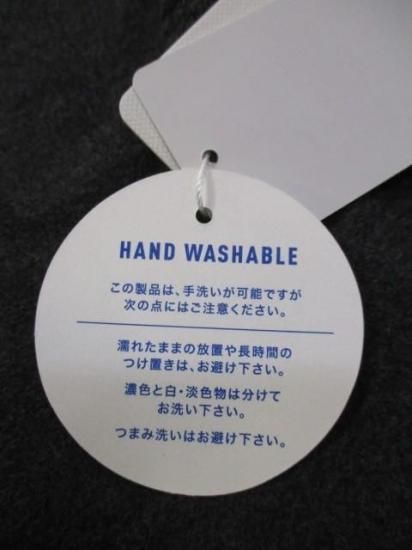 HAND WASHABLE
この製品は、手洗いが可能ですが
次の点にはご注意ください。
濡れたままの放置や長時間の
つけ置きは、お避け下さい。
濃色と白・淡色物は分けて
お洗い下さい。
つまみ洗いはお避け下さい。